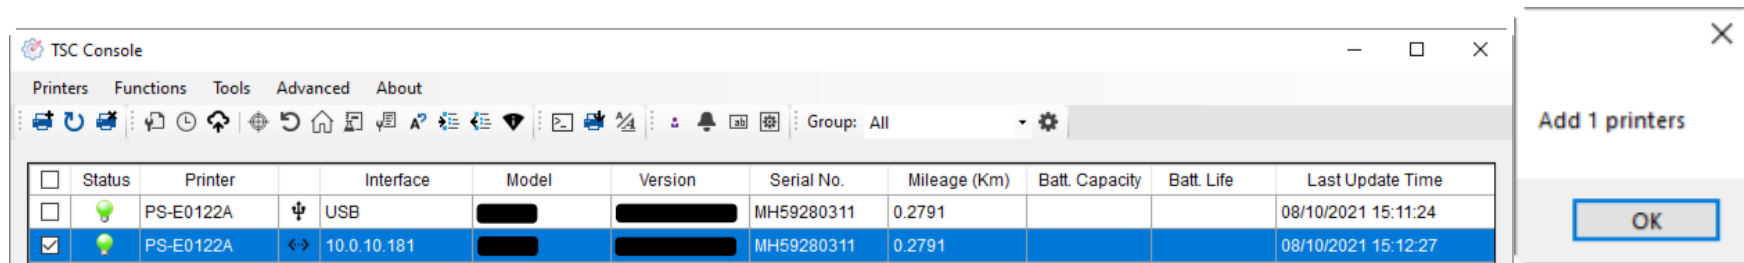 TSC Console
Printers Functions Tools Advanced About
Group: All
Status Printer Interface Model Version Serial No. Mileage (Km) Batt. Capacity Batt. Life Last Update Time
PS-E0122A USB MH59280311 0.2791 08/10/2021 15:11:24
PS-E0122A 10.0.10.181 MH59280311 0.2791 08/10/2021 15:12:27
Add 1 printers
OK